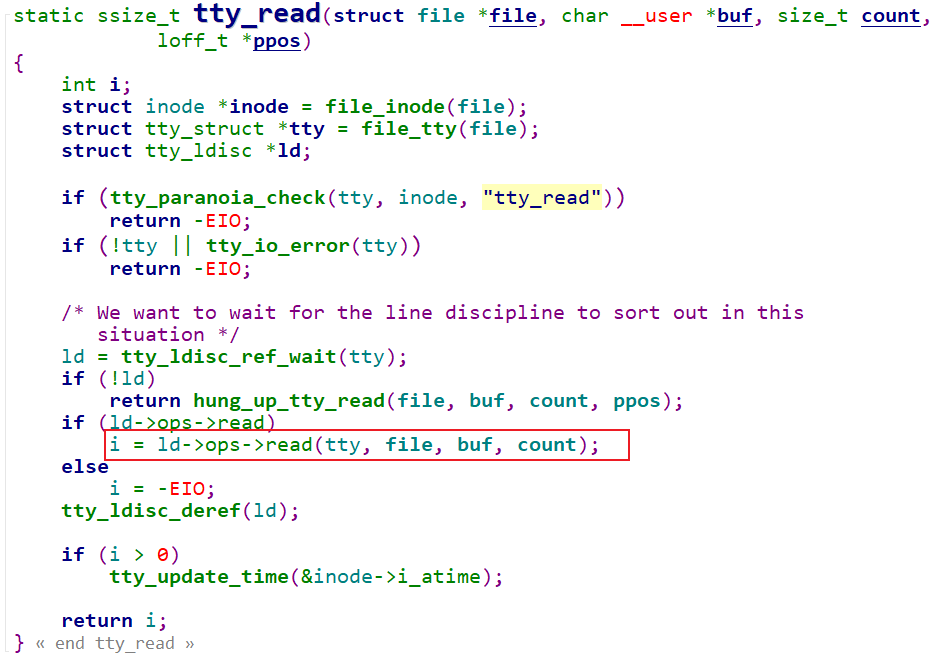 static ssize_t tty_read(struct file *file, char __user *buf, size_t count,
loff_t *ppos)
{
int i;
struct inode *inode = file_inode(file);
struct tty_struct *tty = file_tty(file);
struct tty_ldisc *ld;
if (tty_paranoia_check(tty, inode, "tty_read"))
return -EIO;
if (!tty || tty_io_error(tty))
return -EIO;
/* We want to wait for the line discipline to sort out in this
situation */
ld = tty_ldisc_ref_wait(tty);
if (!ld)
return hung_up_tty_read(file, buf, count, ppos);
if (ld->ops->read)
i = ld->ops->read(tty, file, buf, count);
else
i = -EIO;
tty_ldisc_deref(ld);
if (i > 0)
tty_update_time(&inode->i_atime);
return i;
} « end tty_read »